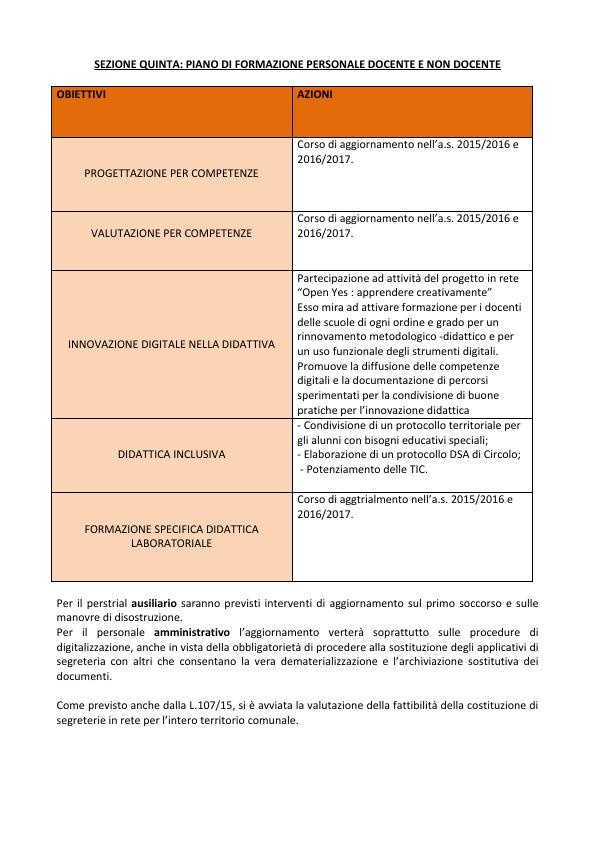 SEZIONE QUINTA: PIANO DI FORMAZIONE PERSONALE DOCENTE E NON DOCENTE
OBIETTIVI
AZIONI
PROGETTAZIONE PER COMPETENZE
Corso di aggiornamento nell’a.s. 2015/2016 e
2016/2017.
VALUTAZIONE PER COMPETENZE
Corso di aggiornamento nell’a.s. 2015/2016 e
2016/2017.
INNOVAZIONE DIGITALE NELLA DIDATTIVA
Partecipazione ad attività del progetto in rete
“Open Yes : apprendere creativamente”
Esso mira ad attivare formazione per i docenti
delle scuole di ogni ordine e grado per un
rinnovamento metodologico -didattico e per
un uso funzionale degli strumenti digitali.
Promuove la diffusione delle competenze
digitali e la documentazione di percorsi
sperimentati per la condivisione di buone
pratiche per l’innovazione didattica
DIDATTICA INCLUSIVA
- Condivisione di un protocollo territoriale per
gli alunni con bisogni educativi speciali;
- Elaborazione di un protocollo DSA di Circolo;
- Potenziamento delle TIC.
FORMAZIONE SPECIFICA DIDATTICA
LABORATORIALE
Corso di aggtrialmento nell’a.s. 2015/2016 e
2016/2017.
Per il perstrial ausiliario saranno previsti interventi di aggiornamento sul primo soccorso e sulle
manovre di disostruzione.
Per il personale amministrativo l’aggiornamento verterà soprattutto sulle procedure di
digitalizzazione, anche in vista della obbligatorietà di procedere alla sostituzione degli applicativi di
segreteria con altri che consentano la vera dematerializzazione e l’archiviazione sostitutiva dei
documenti.
Come previsto anche dalla L.107/15, si è avviata la valutazione della fattibilità della costituzione di
segreterie in rete per l’intero territorio comunale.